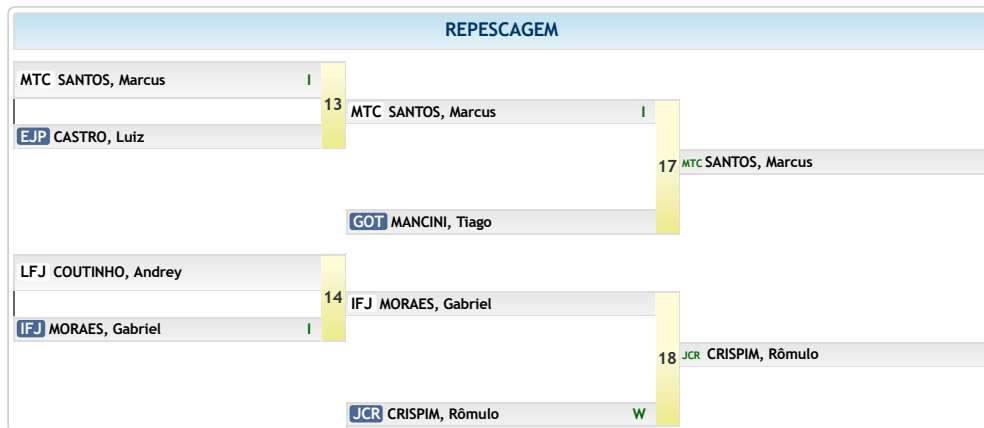 REPESCAGEM
MTC SANTOS, Marcus I
13
EJP CASTRO, Luiz
MTC SANTOS, Marcus I
17
GOT MANCINI, Tiago
MTC SANTOS, Marcus
LFJ COUTINHO, Andrey
14
IFJ MORAES, Gabriel I
IFJ MORAES, Gabriel
18
JCR CRISPIM, Rômulo W
JCR CRISPIM, Rômulo